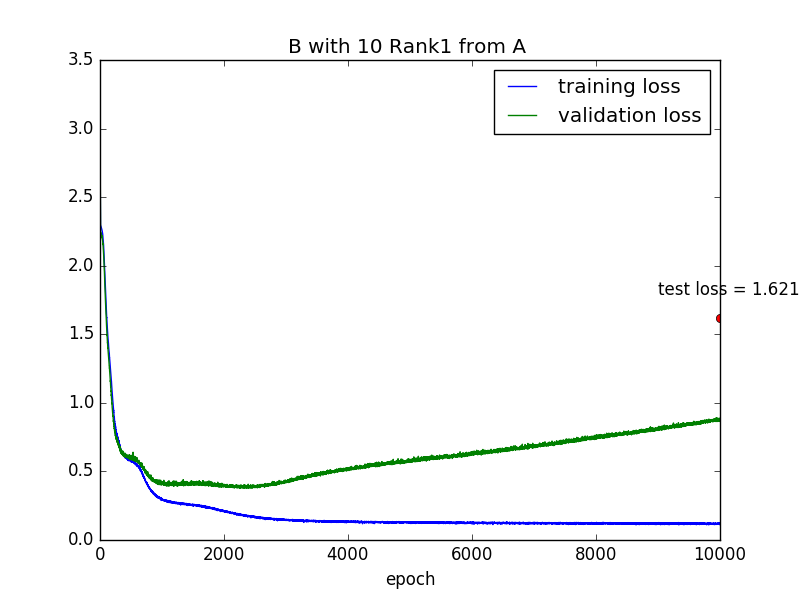 B with 10 Rank1 from A
3.5
3.0
2.5
2.0
1.5
1.0
0.5
0.0
training loss
validation loss
test loss = 1.621
0 2000 4000 6000 8000 10000
epoch